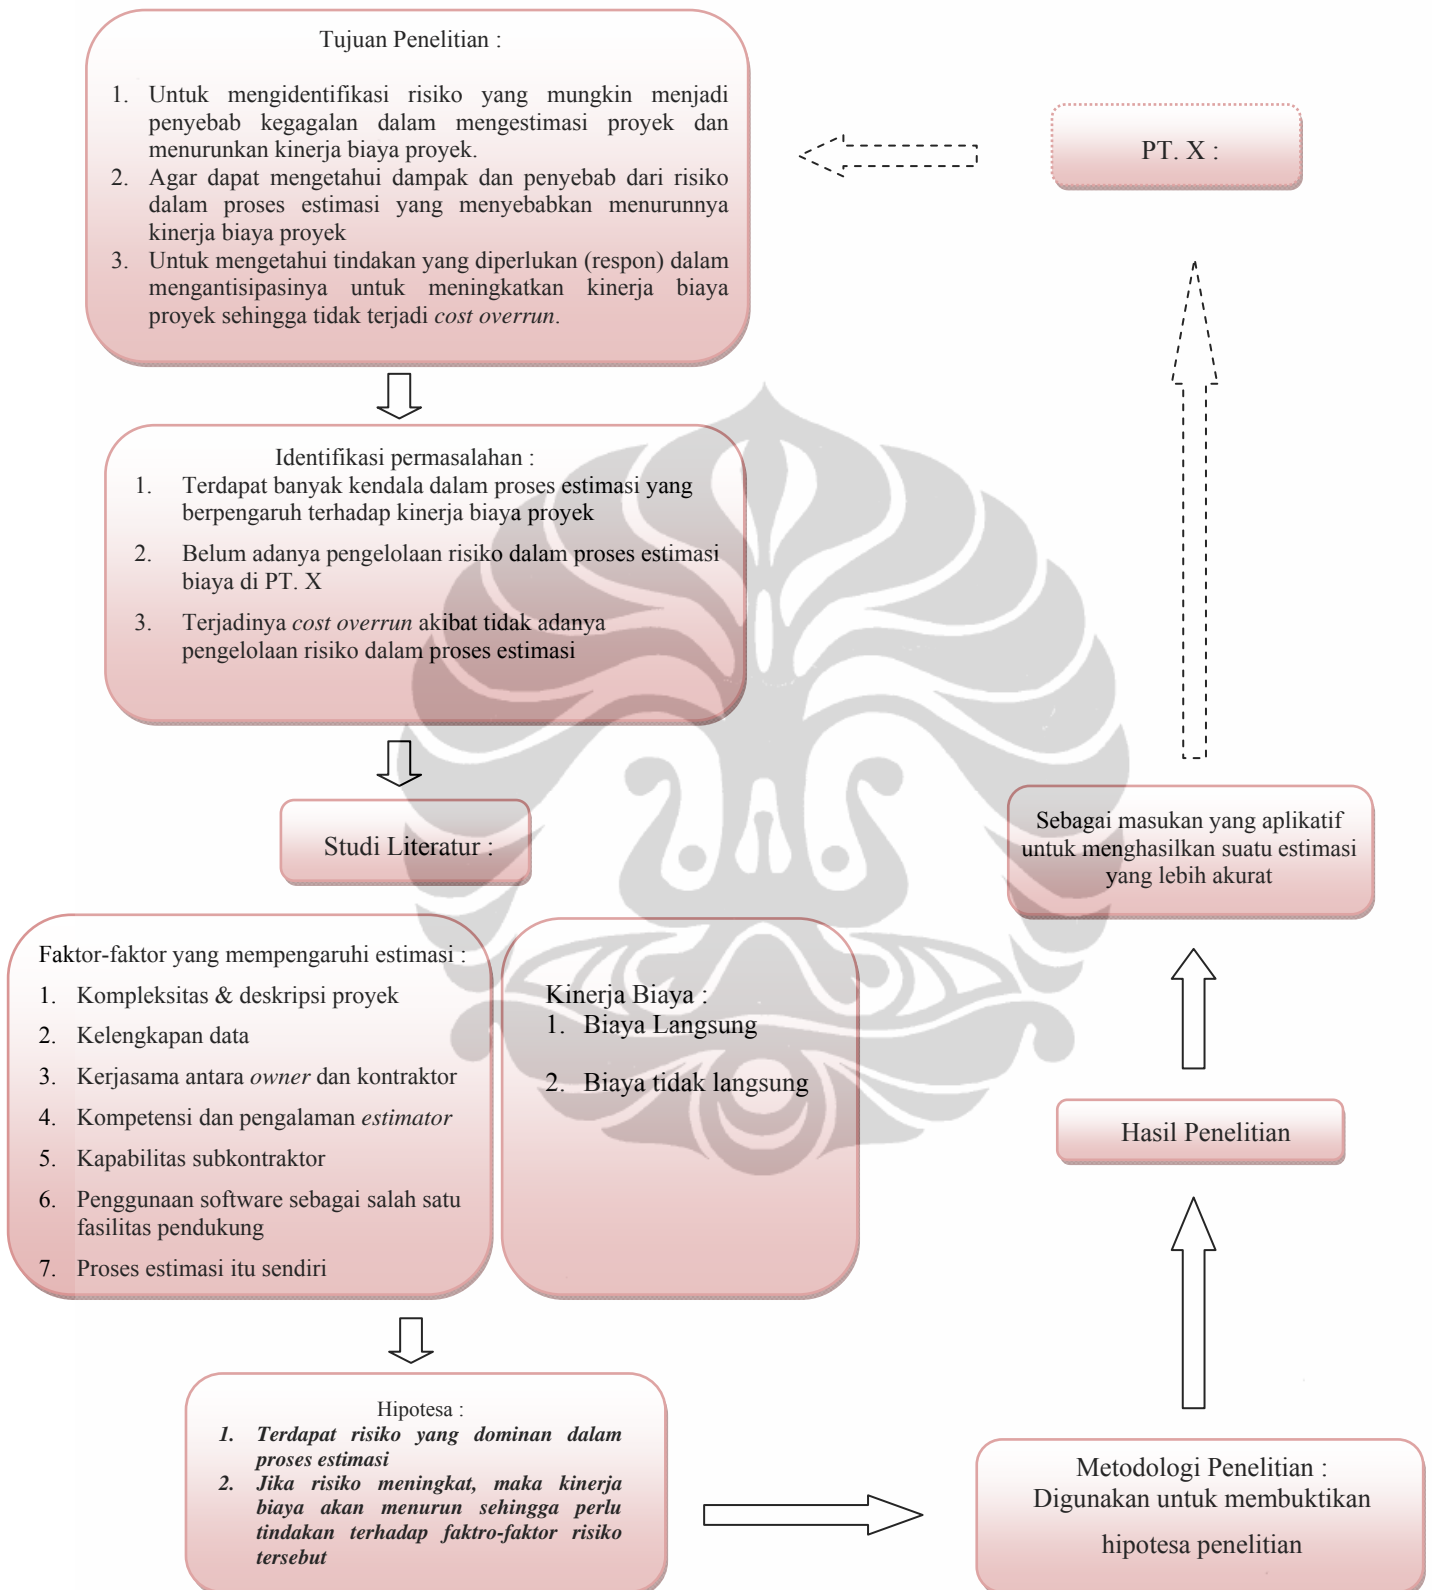 Tujuan Penelitian :
1. Untuk mengidentifikasi risiko yang mungkin menjadi
penyebab kegagalan dalam mengestimasi proyek dan
menurunkan kinerja biaya proyek.
2. Agar dapat mengetahui dampak dan penyebab dari risiko
dalam proses estimasi yang menyebabkan menurunnya
kinerja biaya proyek
3. Untuk mengetahui tindakan yang diperlukan (respon) dalam
mengantisipasinya untuk meningkatkan kinerja biaya
proyek sehingga tidak terjadi cost overrun.
PT. X :
Identifikasi permasalahan :
1. Terdapat banyak kendala dalam proses estimasi yang
berpengaruh terhadap kinerja biaya proyek
2. Belum adanya pengelolaan risiko dalam proses estimasi
biaya di PT. X
3. Terjadinya cost overrun akibat tidak adanya
pengelolaan risiko dalam proses estimasi
Studi Literatur :
Sebagai masukan yang aplikatif
untuk menghasilkan suatu estimasi
yang lebih akurat
Faktor-faktor yang mempengaruhi estimasi :
1. Kompleksitas & deskripsi proyek
2. Kelengkapan data
3. Kerjasama antara owner dan kontraktor
4. Kompetensi dan pengalaman estimator
5. Kapabilitas subkontraktor
6. Penggunaan software sebagai salah satu
fasilitas pendukung
7. Proses estimasi itu sendiri
Kinerja Biaya :
1. Biaya Langsung
2. Biaya tidak langsung
Hasil Penelitian
Hipotesa :
1. Terdapat risiko yang dominan dalam
proses estimasi
2. Jika risiko meningkat, maka kinerja
biaya akan menurun sehingga perlu
tindakan terhadap faktro-faktor risiko
tersebut
Metodologi Penelitian :
Digunakan untuk membuktikan
hipotesa penelitian